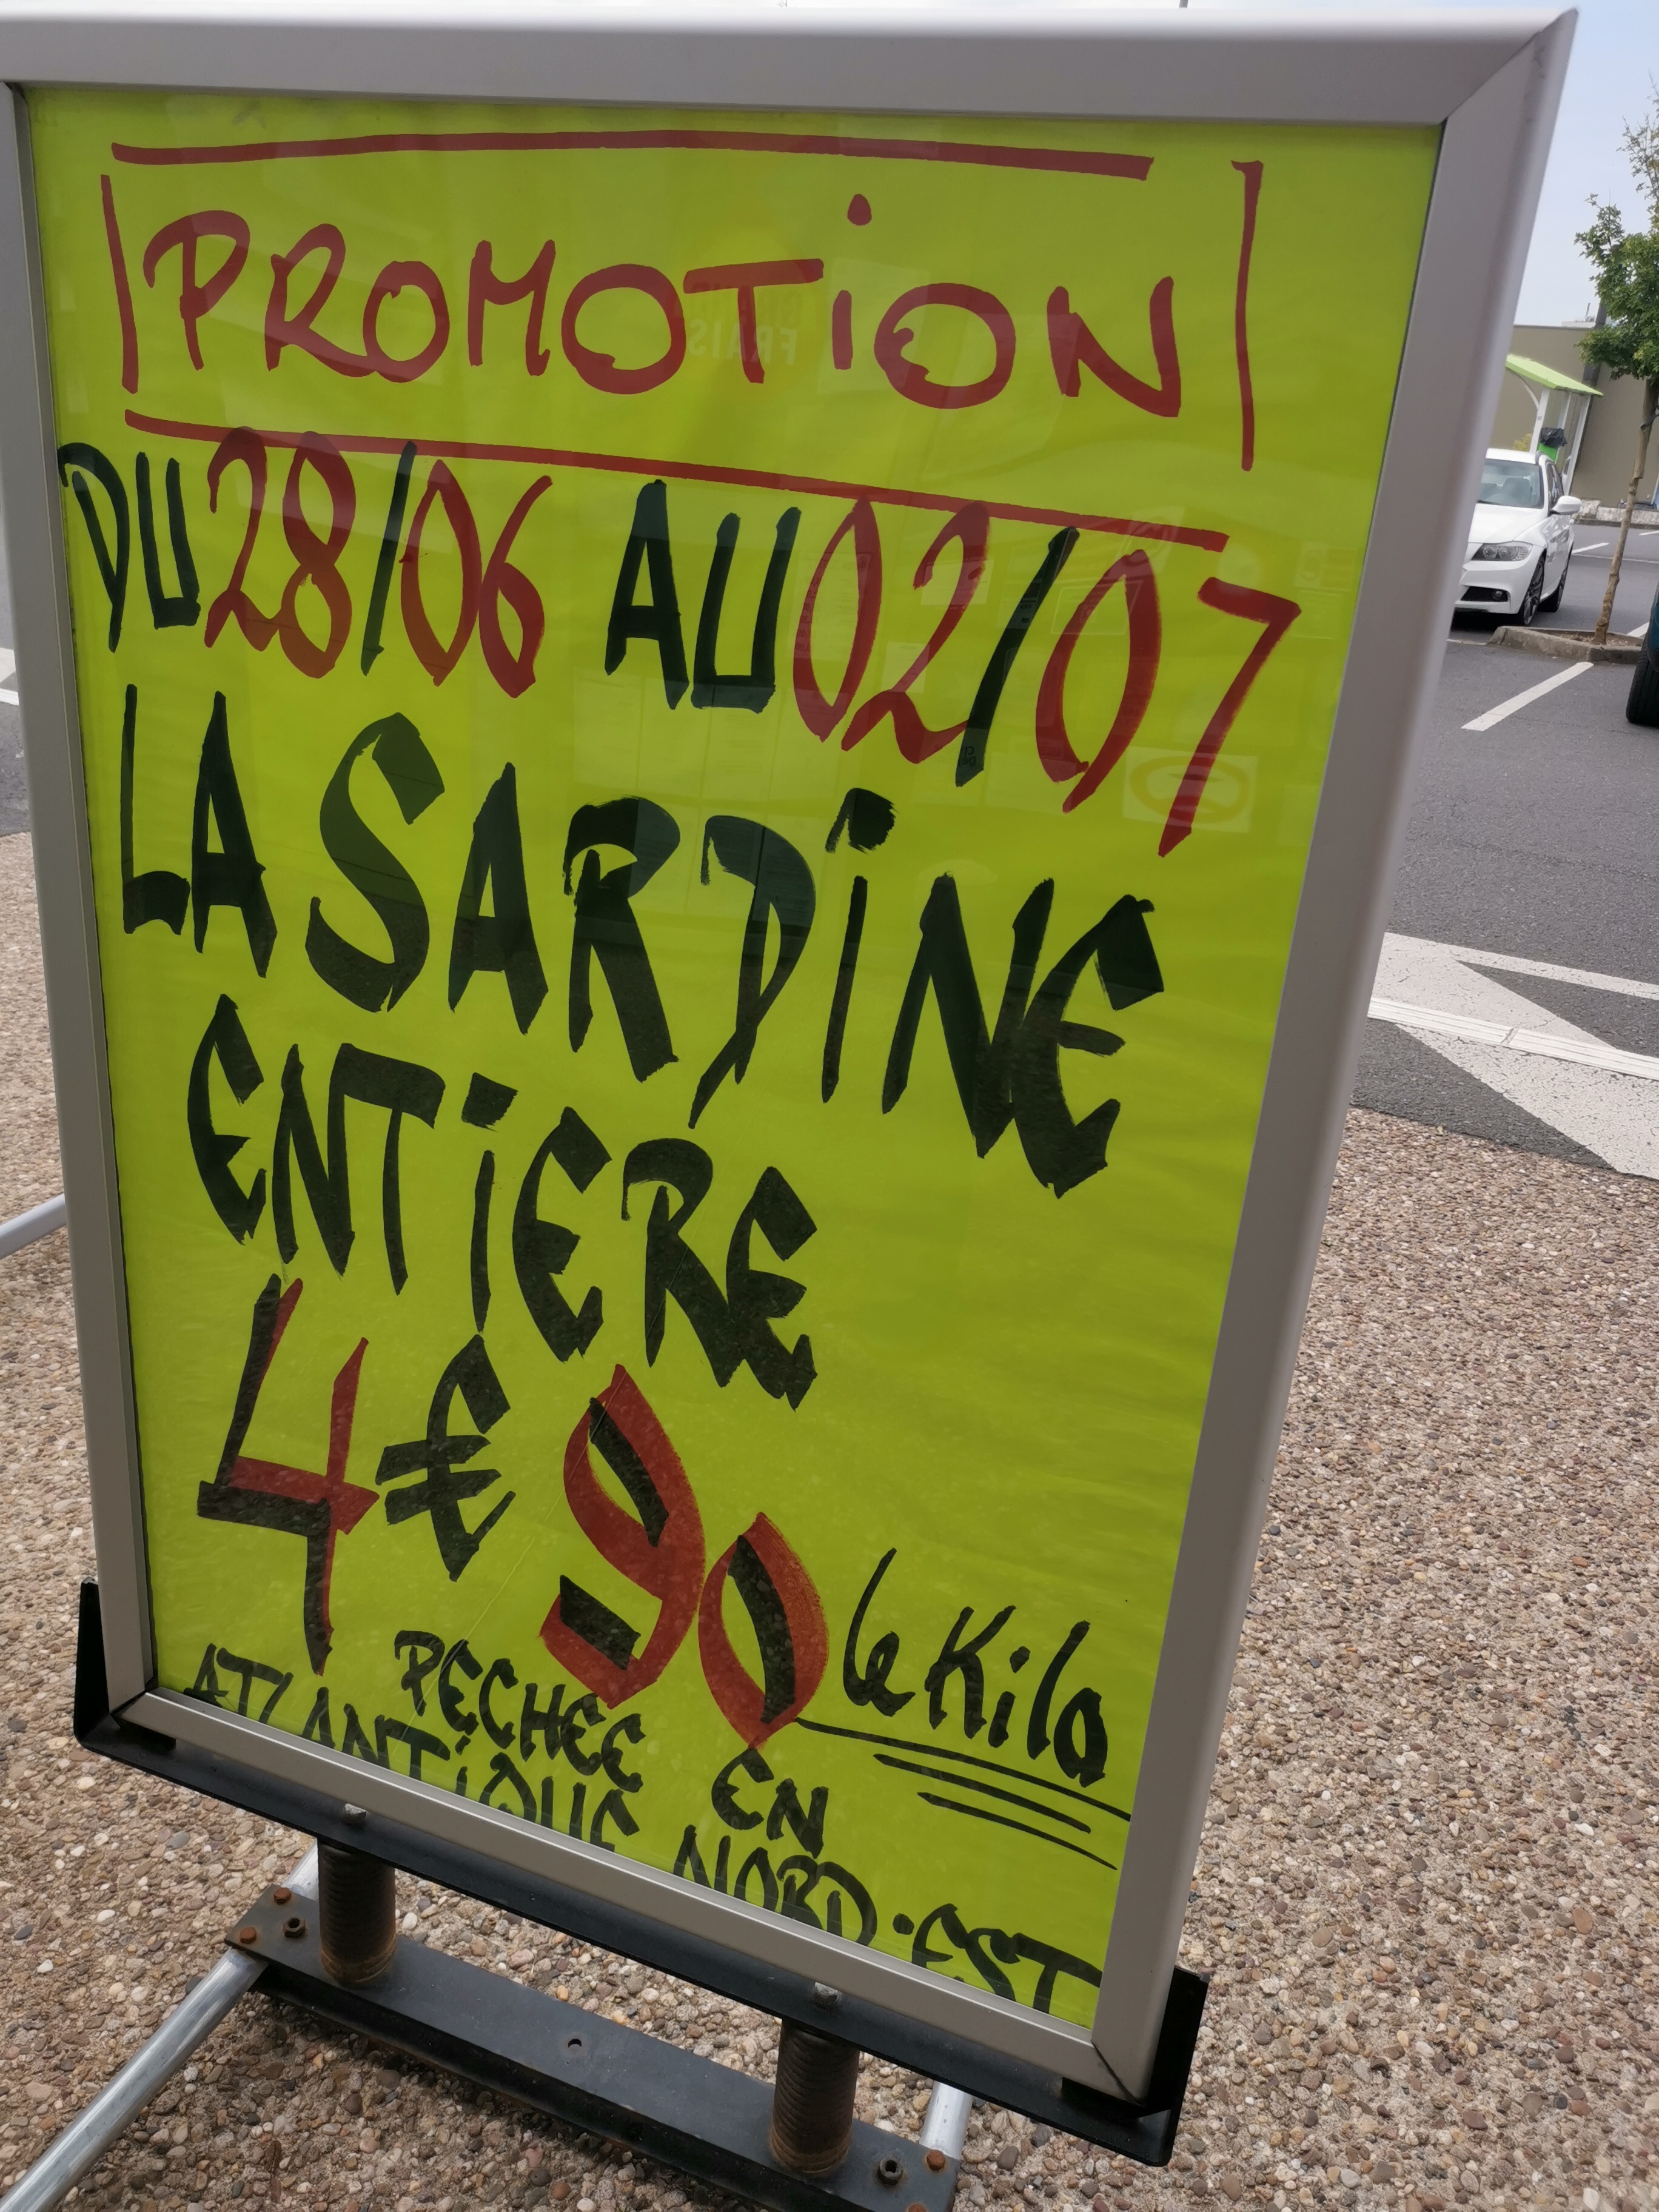 PROMOTiON
DU 28/06 AU 02/07
LA SARDiNE
ENTiERE
4€90 le Kilo
PECHEE EN
ATLANTiQUE NORD-EST